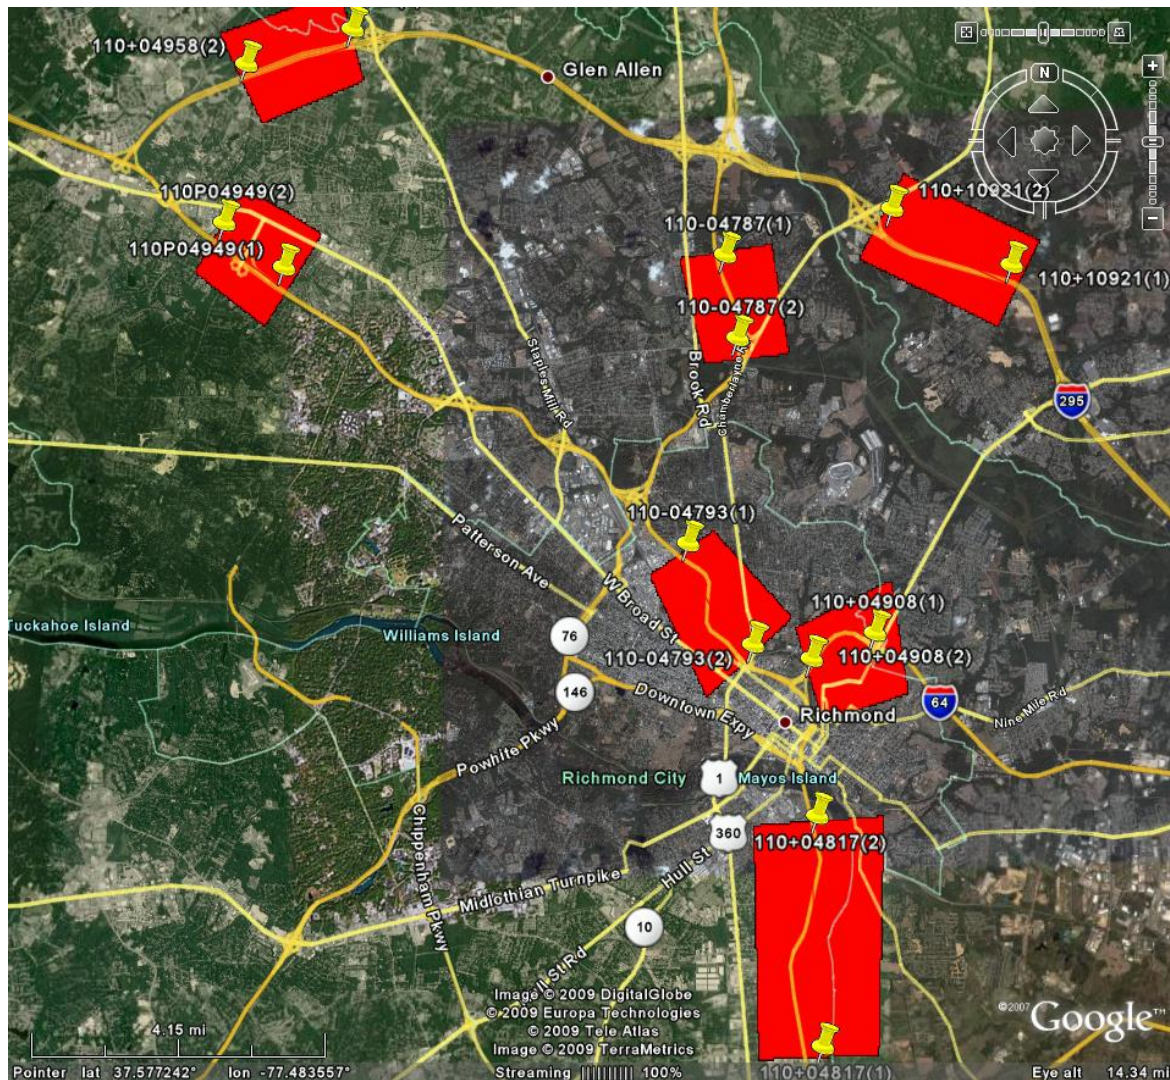 110+04958(2)
Glen Allen
N
110P04949(2)
110+10921(2)
110-04787(1)
110P04949(1)
110+10921(1)
110-04787(2)
Staples Mill Rd
Brook Rd
295
110-04793(1)
Patterson Ave
W Broad St
110+04908(1)
Tuckahoe Island
Williams Island
76
110-04793(2)
110+04908(2)
146
Downtown Expy
64
Richmond
Nine Mile Rd
Powhite Pkwy
Richmond City
1
Mayos Island
360
110+04817(2)
Chippenham Pkwy
Hull St
Midlothian Turnpike
10
St Rd
Image © 2009 DigitalGlobe
© 2009 Europa Technologies
© 2009 Tele Atlas
Image © 2009 TerraMetrics
©2007 Google™
4.15 mi
110+04817(1)
Pointer lat 37.577242° lon -77.483557° Streaming 100% Eye alt 14.34 mi